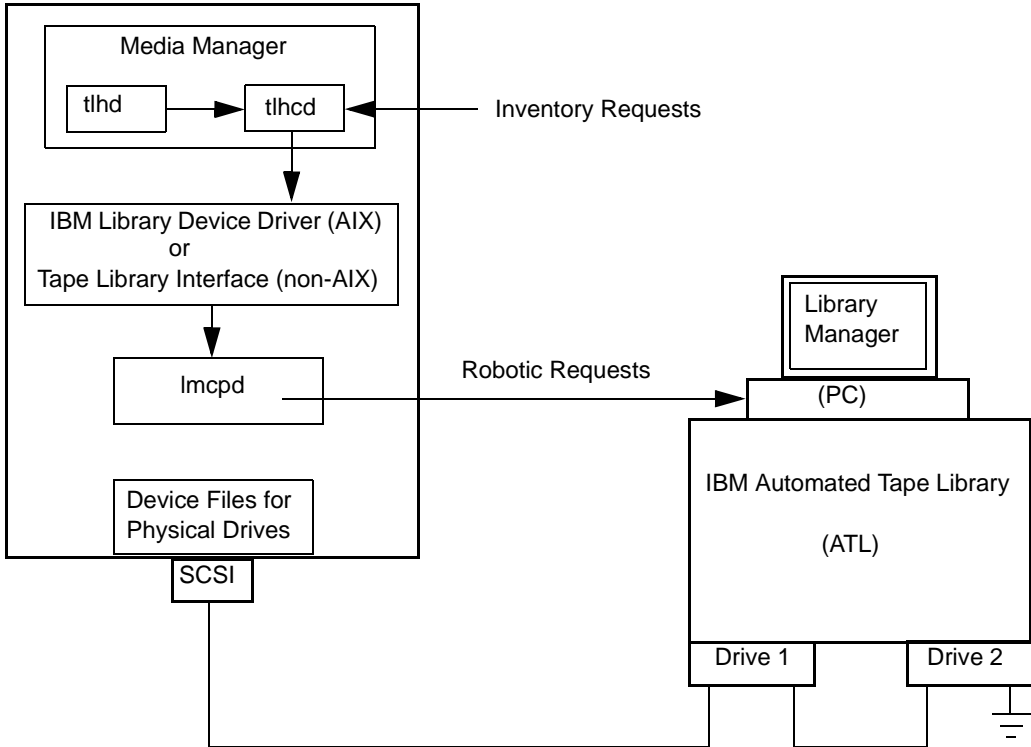 Media Manager
tlhd
tlhcd
Inventory Requests
IBM Library Device Driver (AIX)
or
Tape Library Interface (non-AIX)
Library
Manager
lmcpd
Robotic Requests
(PC)
IBM Automated Tape Library
(ATL)
Device Files for
Physical Drives
SCSI
Drive 1
Drive 2